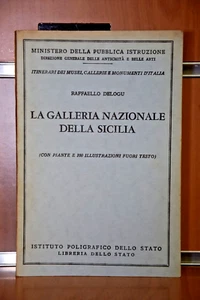 MINISTERO DELLA PUBBLICA ISTRUZIONE
DIREZIONE GENERALE DELLE ANTICHITÀ E BELLE ARTI
ITINERARI DEI MUSEI, GALLERIE E MONUMENTI D'ITALIA
RAFFAELLO DELOGU
LA GALLERIA NAZIONALE
DELLA SICILIA
(CON PIANTE E ILLUSTRAZIONI FUORI TESTO)
ISTITUTO POLIGRAFICO DELLO STATO
LIBRERIA DELLO STATO